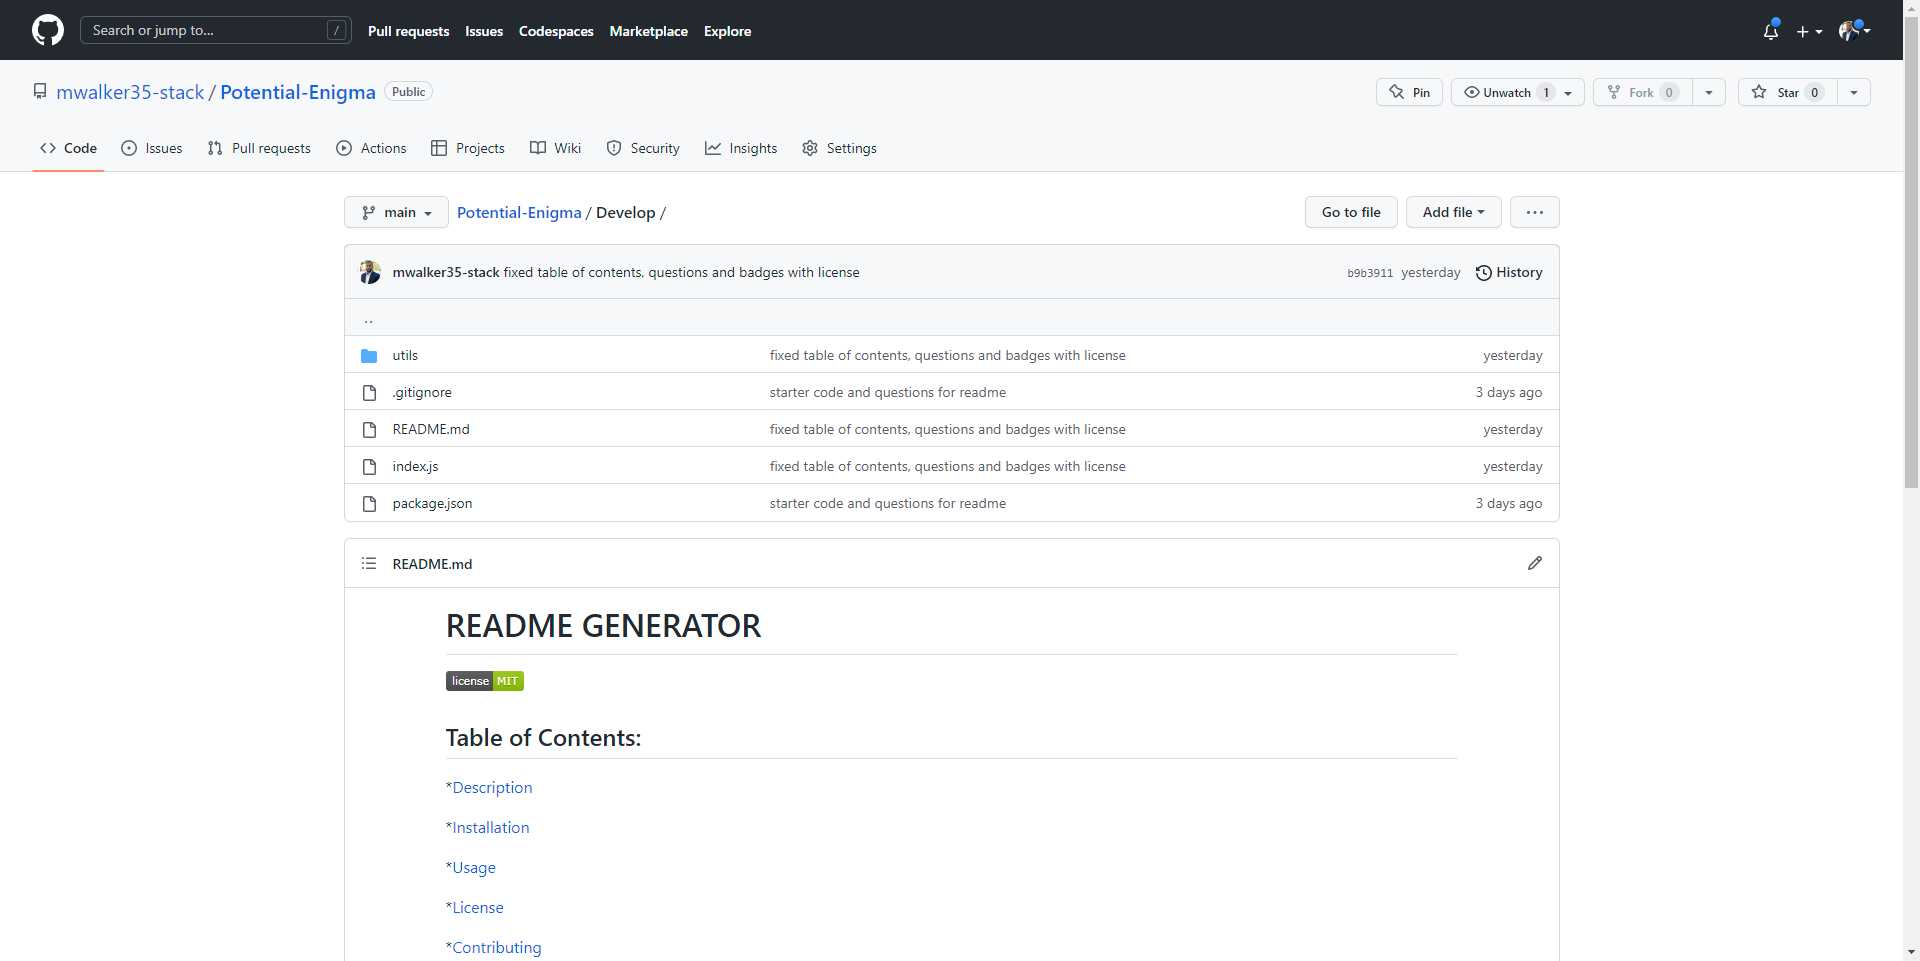 Search or jump to... / Pull requests Issues Codespaces Marketplace Explore
mwalker35-stack / Potential-Enigma Public Pin Unwatch 1 Fork 0 Star 0
Code Issues Pull requests Actions Projects Wiki Security Insights Settings
main Potential-Enigma / Develop / Go to file Add file ...
mwalker35-stack fixed table of contents, questions and badges with license b9b3911 yesterday History
..
utils fixed table of contents, questions and badges with license yesterday
.gitignore starter code and questions for readme 3 days ago
README.md fixed table of contents, questions and badges with license yesterday
index.js fixed table of contents, questions and badges with license yesterday
package.json starter code and questions for readme 3 days ago
README.md
README GENERATOR
license MIT
Table of Contents:
*Description
*Installation
*Usage
*License
*Contributing